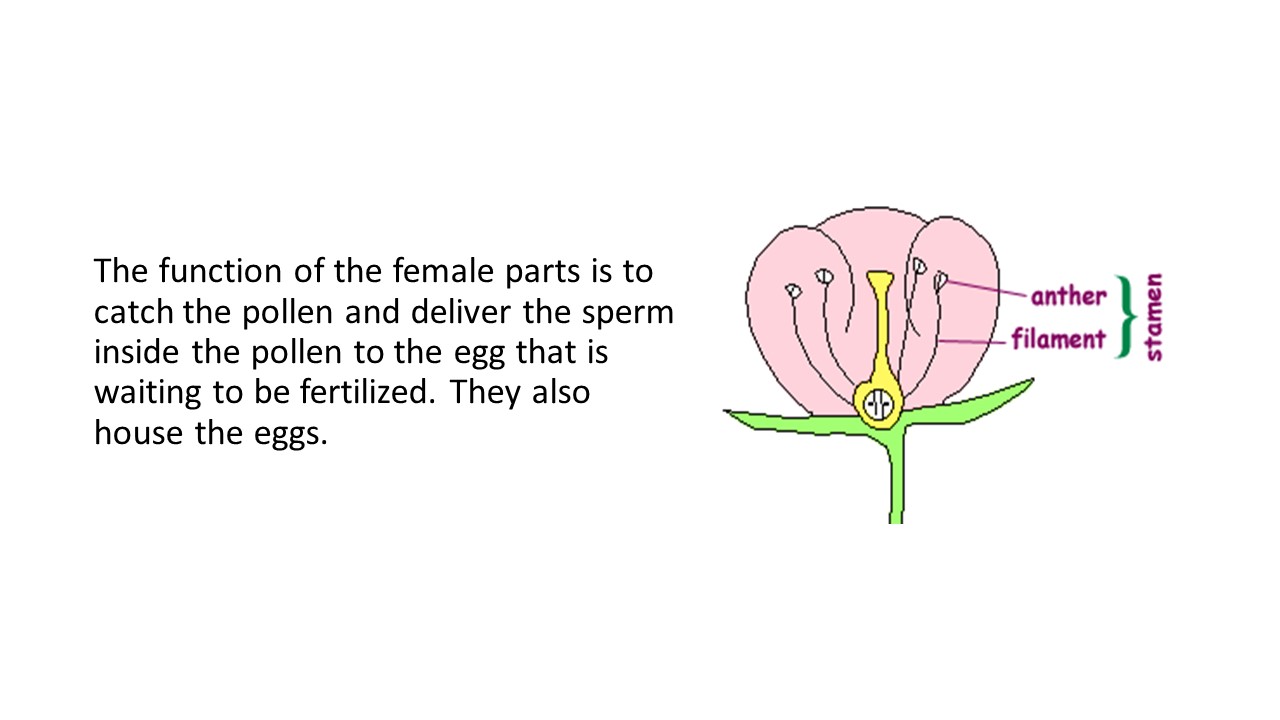 The function of the female parts is to
catch the pollen and deliver the sperm
inside the pollen to the egg that is
waiting to be fertilized. They also
house the eggs.
anther
filament
stamen